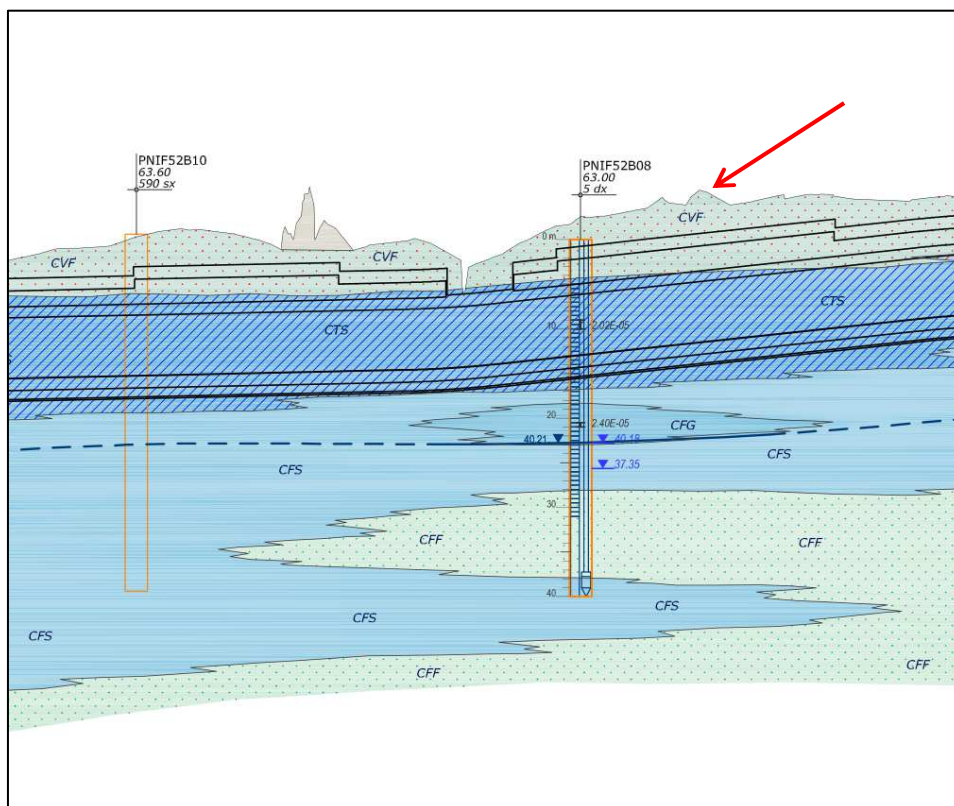 PNIF52B10
63.60
590 sx
PNIF52B08
63.00
5 dx
CVF
CVF
CVF
0 m
CTS
CTS
10
2.02E-05
20
2.40E-05
CFG
40.21
40.18
37.35
CFS
CFS
30
CFF
CFF
40
CFS
CFS
CFS
CFF
CFF